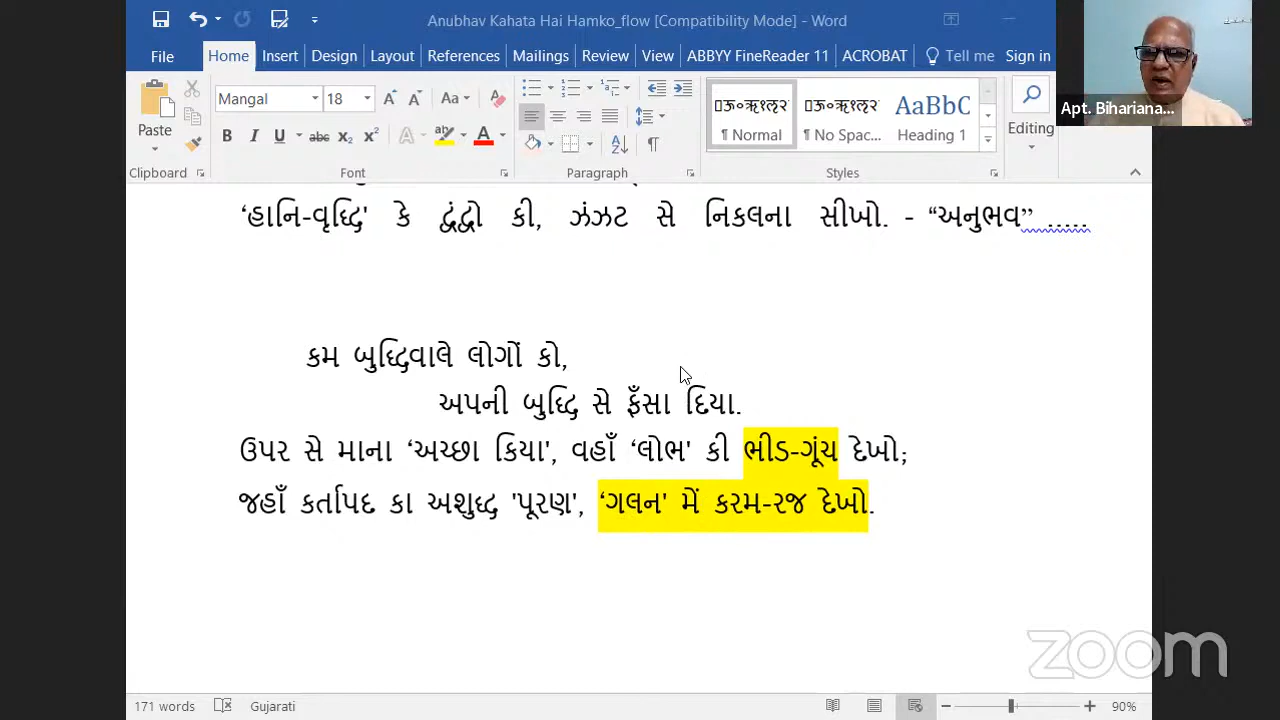 Anubhav Kahata Hai Hamko_flow [Compatibility Mode] - Word
File Home Insert Design Layout References Mailings Review View ABBYY FineReader 11 ACROBAT Tell me Sign in
Apt. Bihariana...
Paste
Mangal 18
Normal
No Spac...
AaBbC
Heading 1
Editing
Clipboard Font Paragraph Styles
‘હાનિ-વૃધ્ધિ' કે દ્વંદ્વો કી, ઝંઝટ સે નિકલના સીખો. - “અનુભવ” .....
કમ બુધ્ધિવાલે લોગોં કો,
અપની બુધ્ધિ સે ફઁસા દિયા.
ઉપર સે માના ‘અચ્છા કિયા', વહાઁ ‘લોભ' કી ભીડ-ગૂંચ દેખો;
જહાઁ કર્તાપદ કા અશુધ્ધ 'પૂરણ', ‘ગલન' મેં કરમ-રજ દેખો.
zoom
171 words Gujarati 90%